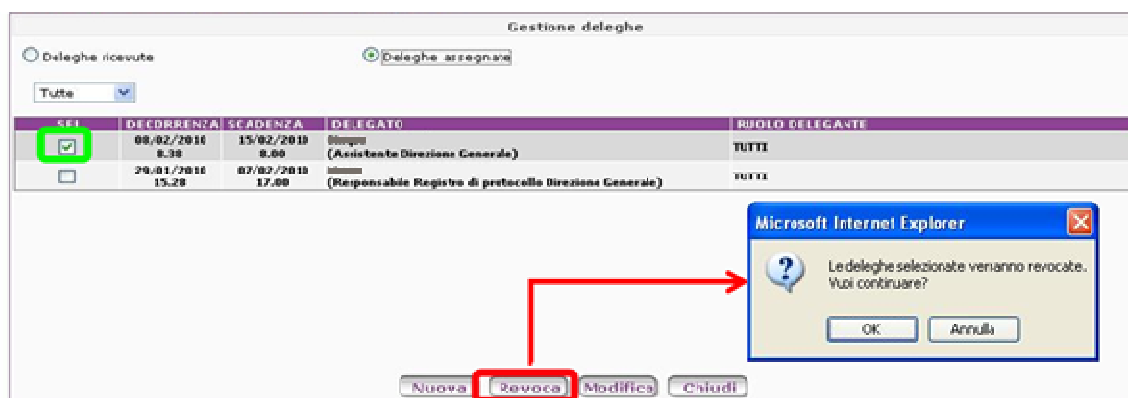 Gestione deleghe
Deleghe ricevute Deleghe assegnate
Tutte
SEL DECORRENZA SCADENZA DELEGATO RUOLO DELEGANTE
08/02/2010 15/02/2010
8.30 8.00 (Assistente Direzione Generale) TUTTI
29/01/2010 07/02/2010
15.28 17.00 (Responsabile Registro di protocollo Direzione Generale) TUTTI
Microsoft Internet Explorer
Le deleghe selezionate verranno revocate.
Vuoi continuare?
OK Annulla
Nuova Revoca Modifica Chiudi